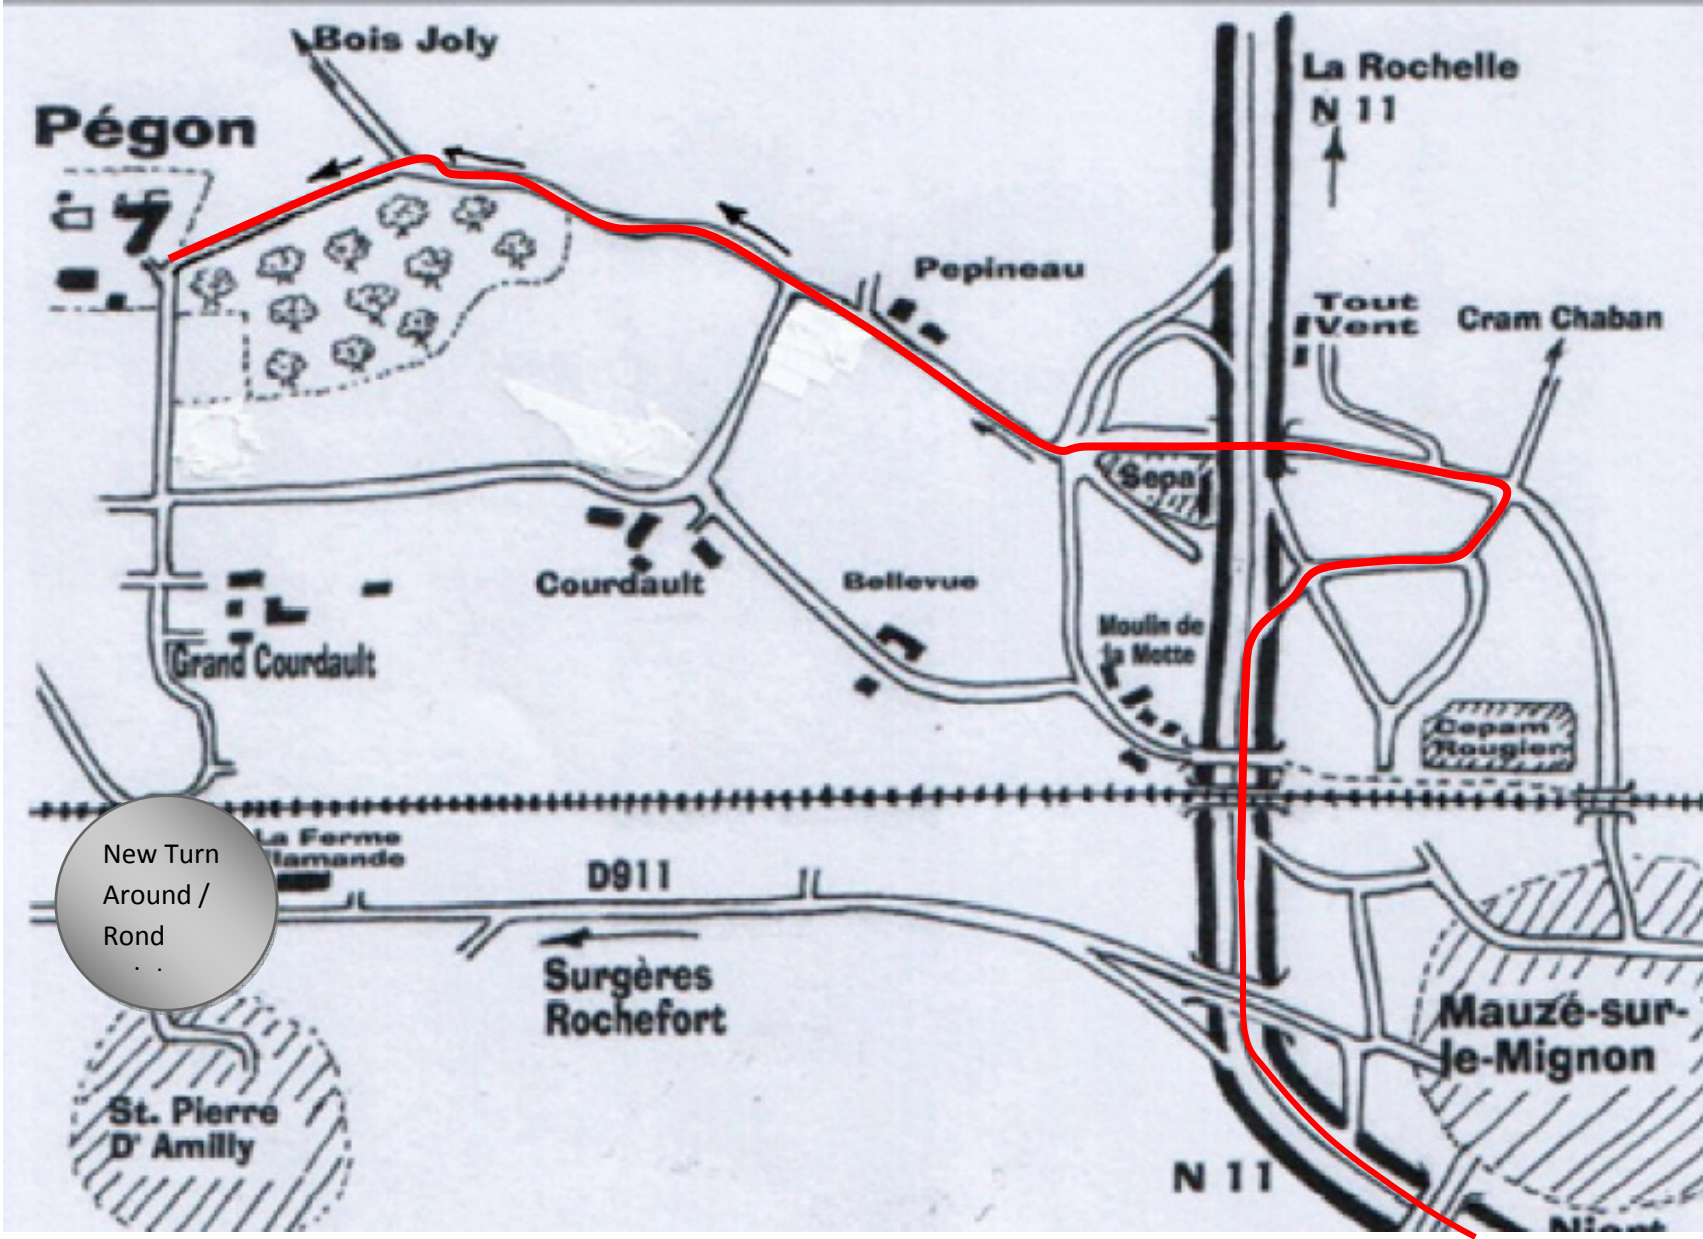 Bois Joly
La Rochelle
N 11
Pégon
Pepineau
Tout
Vent
Cram Chaban
Sepa
Courdault
Bellevue
Moulin de
la Motte
Grand Courdault
Cepam
Rougier
New Turn
Around /
Rond
La Ferme
Flamande
D911
Surgères
Rochefort
Mauzé-sur-
le-Mignon
St. Pierre
D' Amilly
N 11
Niort